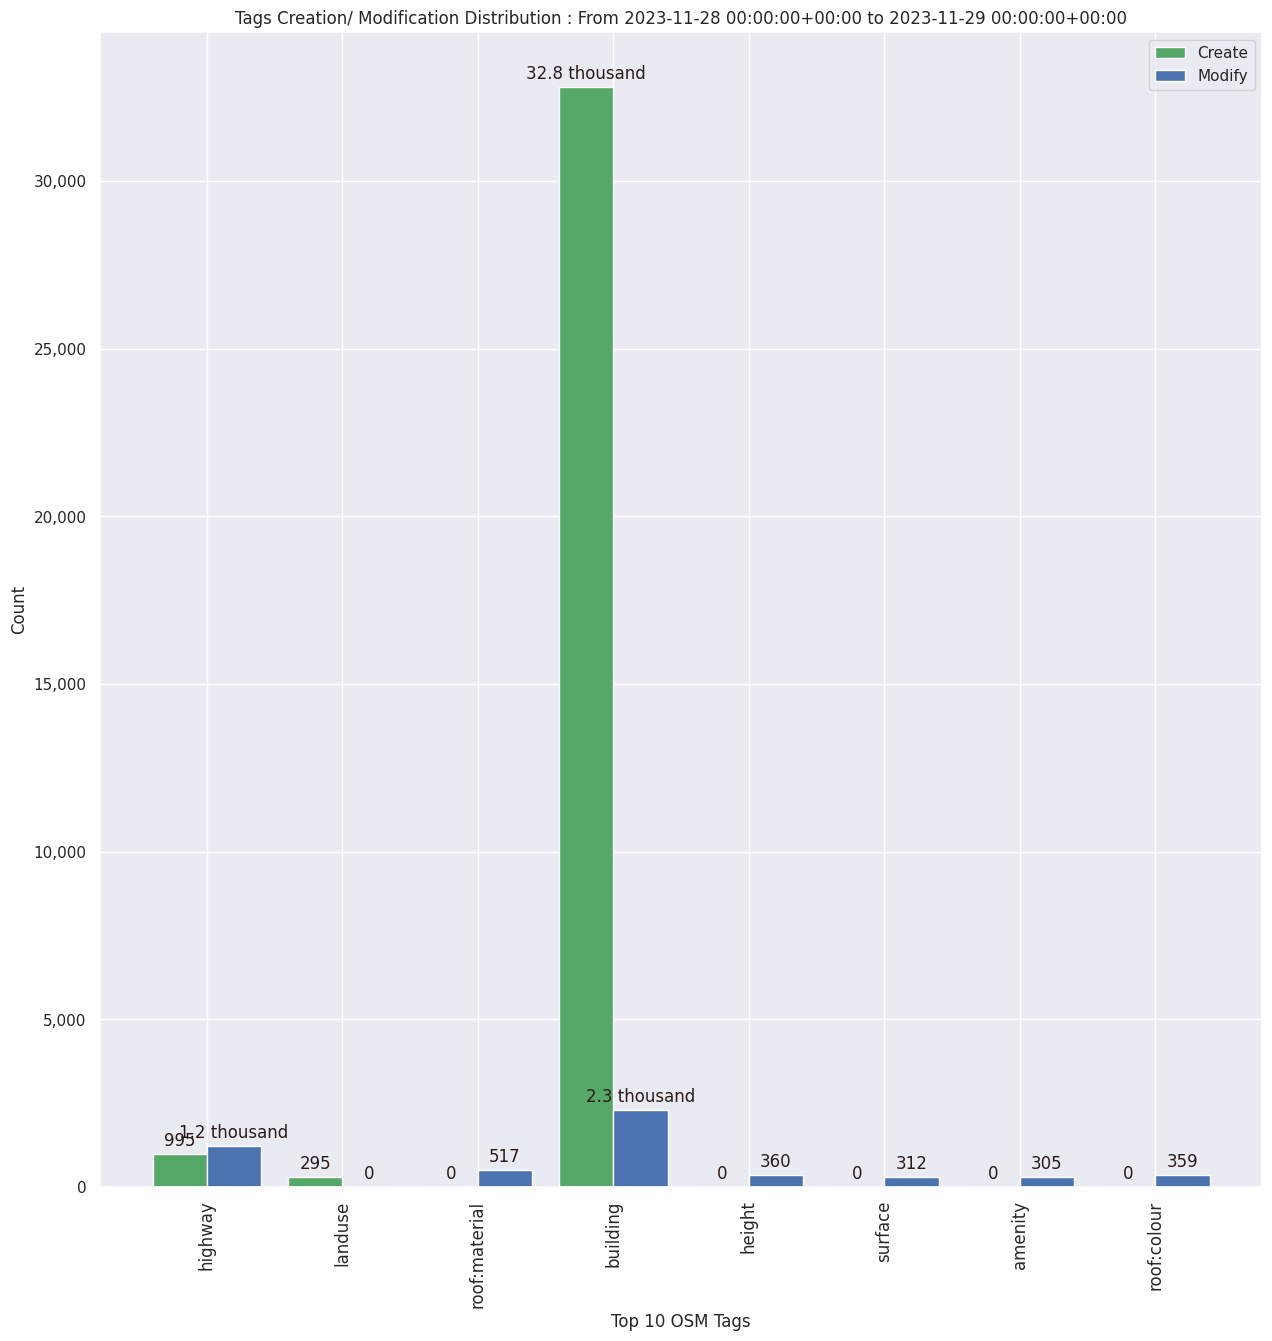 Tags Creation/ Modification Distribution : From 2023-11-28 00:00:00+00:00 to 2023-11-29 00:00:00+00:00
Create
Modify
32.8 thousand
30,000
25,000
20,000
15,000
10,000
5,000
0
Count
995
1.2 thousand
295
0
0
517
2.3 thousand
0
360
0
312
0
305
0
359
highway
landuse
roof:material
building
height
surface
amenity
roof:colour
Top 10 OSM Tags